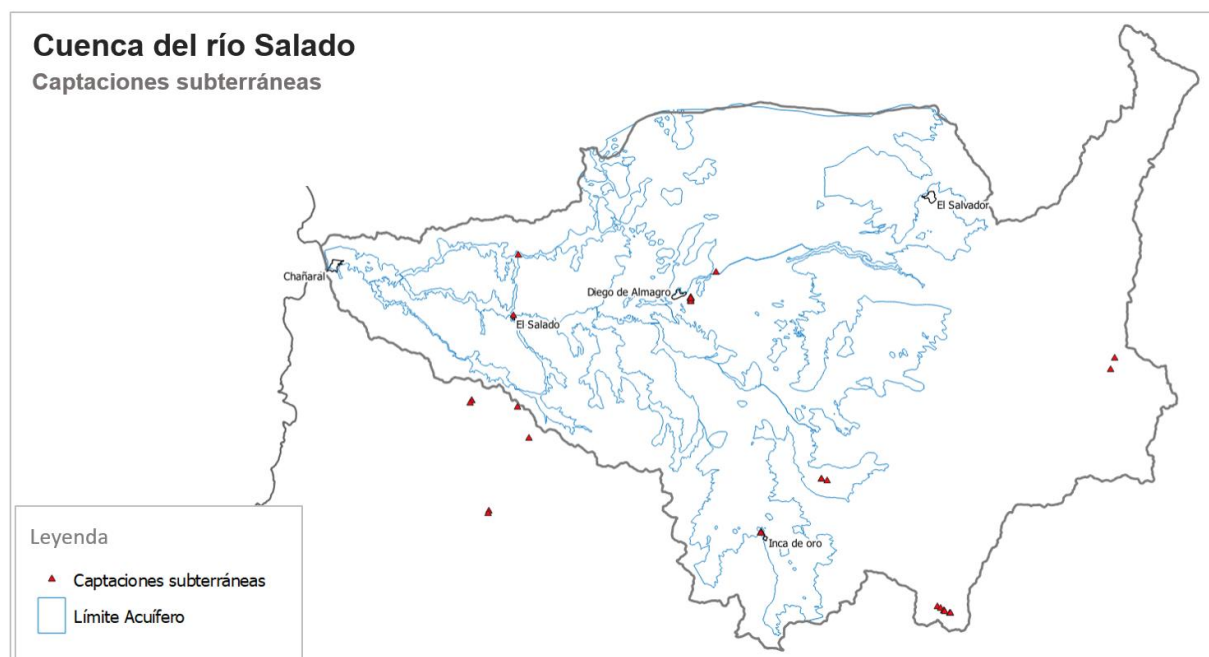 Cuenca del río Salado
Captaciones subterráneas
El Salvador
Chañaral
Diego de Almagro
El Salado
Inca de oro
Leyenda
Captaciones subterráneas
Límite Acuífero